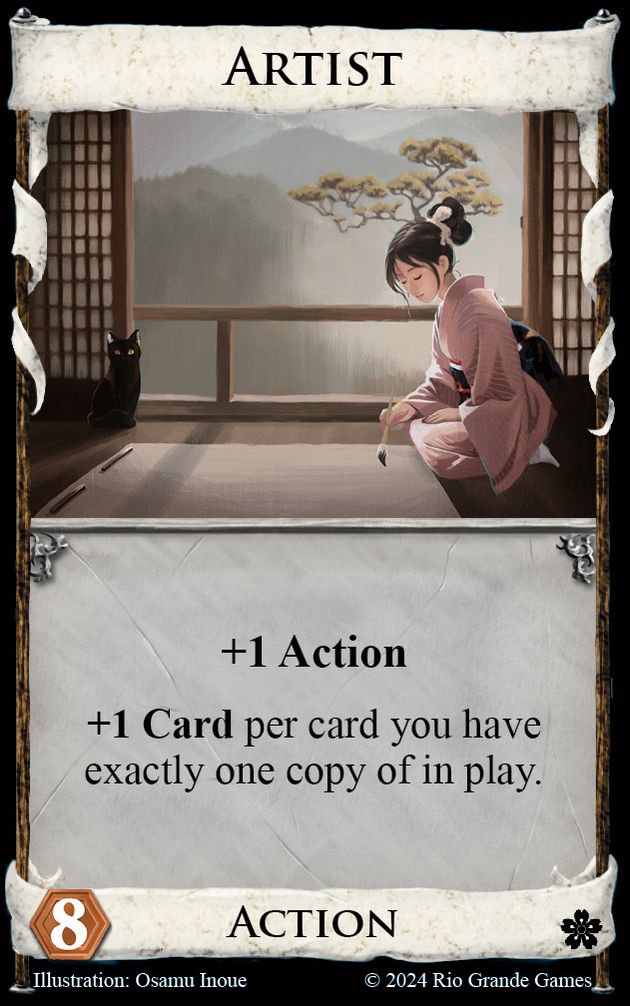 ARTIST
+1 Action
+1 Card per card you have
exactly one copy of in play.
8
ACTION
Illustration: Osamu Inoue
© 2024 Rio Grande Games